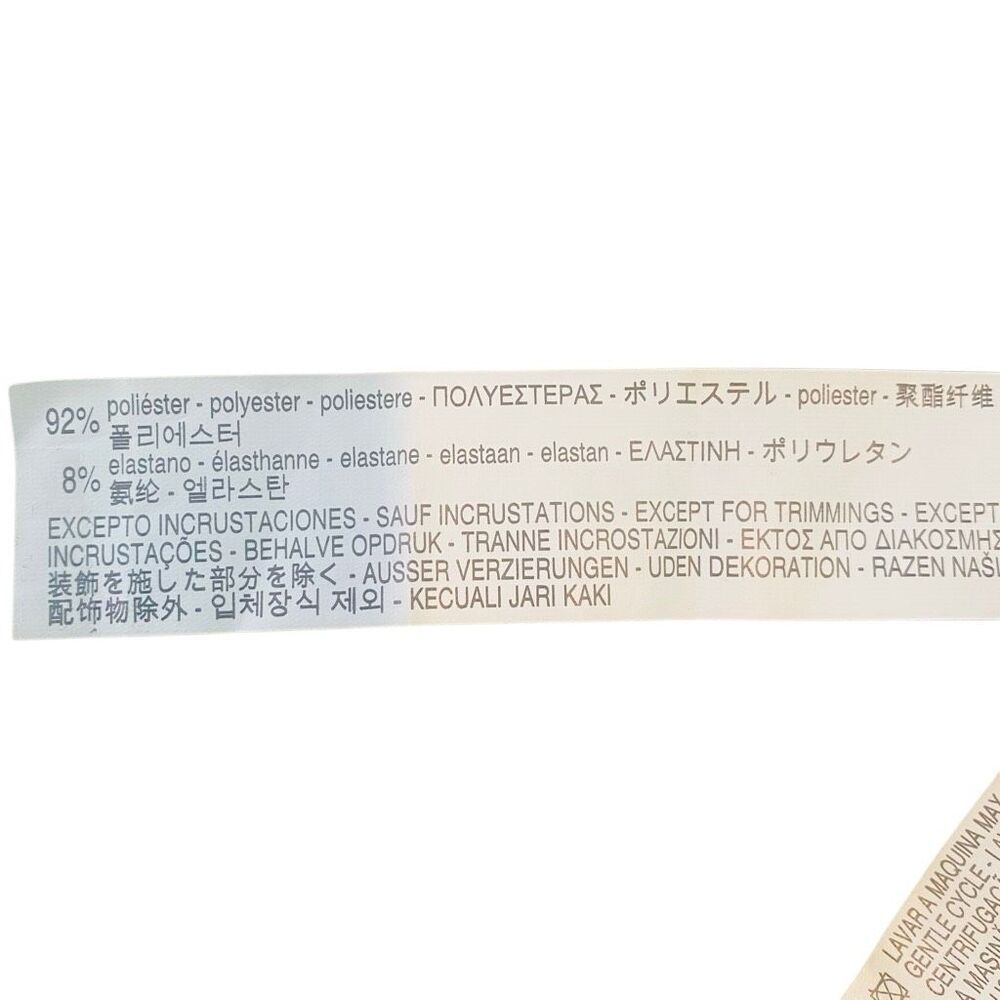 92% poliéster - polyester - poliestere - ΠΟΛΥΕΣΤΕΡΑΣ - ポリエステル - poliester - 聚酯纤维
폴리에스터
8% elastano - élasthanne - elastane - elastaan - elastan - ΕΛΑΣΤΙΝΗ - ポリウレタン
氨纶 - 엘라스탄
EXCEPTO INCRUSTACIONES - SAUF INCRUSTATIONS - EXCEPT FOR TRIMMINGS - EXCEPT
INCRUSTAÇÕES - BEHALVE OPDRUK - TRANNE INCROSTAZIONI - ΕΚΤΟΣ ΑΠΟ ΔΙΑΚΟΣΜΗΣ
装飾を施した部分を除く - AUSSER VERZIERUNGEN - UDEN DEKORATION - RAZEN NAŠI
配饰物除外 - 입체장식 제외 - KECUALI JARI KAKI
LAVAR A MAQUINA MAX
GENTLE CYCLE - LA
CENTRIFUGAÇÃ
A MASIN